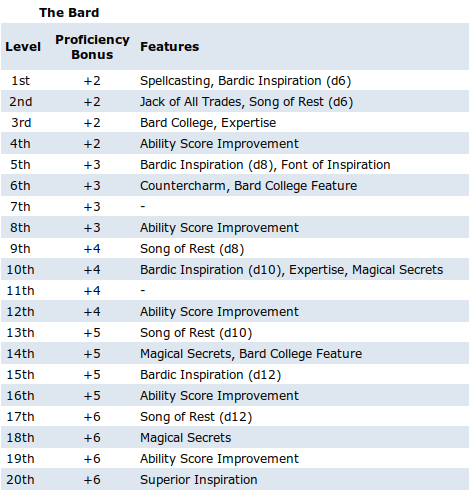 The Bard
Level Proficiency Bonus Features
1st +2 Spellcasting, Bardic Inspiration (d6)
2nd +2 Jack of All Trades, Song of Rest (d6)
3rd +2 Bard College, Expertise
4th +2 Ability Score Improvement
5th +3 Bardic Inspiration (d8), Font of Inspiration
6th +3 Countercharm, Bard College Feature
7th +3 -
8th +3 Ability Score Improvement
9th +4 Song of Rest (d8)
10th +4 Bardic Inspiration (d10), Expertise, Magical Secrets
11th +4 -
12th +4 Ability Score Improvement
13th +5 Song of Rest (d10)
14th +5 Magical Secrets, Bard College Feature
15th +5 Bardic Inspiration (d12)
16th +5 Ability Score Improvement
17th +6 Song of Rest (d12)
18th +6 Magical Secrets
19th +6 Ability Score Improvement
20th +6 Superior Inspiration